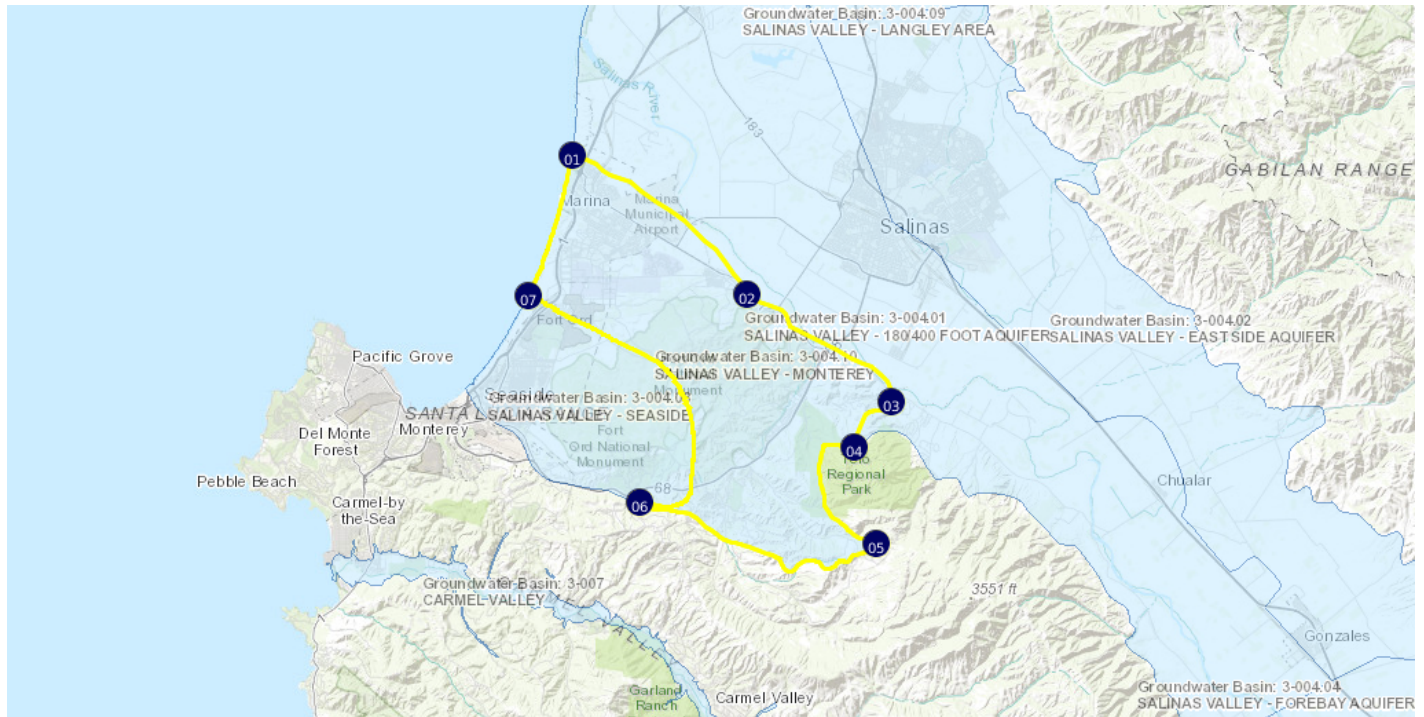 Groundwater Basin: 3-004.09
SALINAS VALLEY - LANGLEY AREA
Salinas River
183
01
GABILAN RANGE
Marina
Marina
Municipal
Airport
Salinas
1
07
02
Fort Ord
Groundwater Basin: 3-004.01
SALINAS VALLEY - 180/400 FOOT AQUIFER
Groundwater Basin: 3-004.02
SALINAS VALLEY - EASTSIDE AQUIFER
Pacific Grove
Groundwater Basin: 3-004.10
SALINAS VALLEY - MONTEREY
Monument
Seaside
Groundwater Basin:
SALINAS VALLEY - SEASIDE
03
Monterey
Del Monte
Forest
Fort
Ord National
Monument
04
Regional
Park
Pebble Beach
68
Chualar
06
Carmel-by
the-Sea
05
Groundwater Basin: 3-007
CARMEL VALLEY
3551 ft
VALLEY
Gonzales
Garland
Ranch
Carmel Valley
Groundwater Basin: 3-004.04
SALINAS VALLEY - FOREBAY AQUIFER